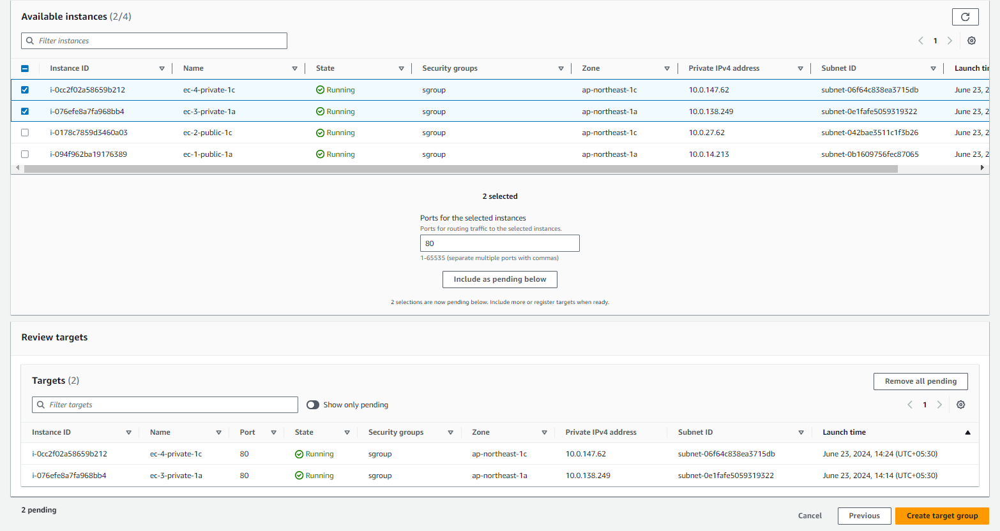 Available instances (2/4)
Filter instances
1
Instance ID Name State Security groups Zone Private IPv4 address Subnet ID Launch tir
i-0cc2f02a58659b212 ec-4-private-1c Running sgroup ap-northeast-1c 10.0.147.62 subnet-06f64c838ea3715db June 23, 2
i-076efe8a7fa968bb4 ec-3-private-1a Running sgroup ap-northeast-1a 10.0.138.249 subnet-0e1fafe5059319322 June 23, 2
i-0178c7859d3460a03 ec-2-public-1c Running sgroup ap-northeast-1c 10.0.27.62 subnet-042bae3511c1f3b26 June 23, 2
i-094f962ba19176389 ec-1-public-1a Running sgroup ap-northeast-1a 10.0.14.213 subnet-0b1609756fec87065 June 23, 2
2 selected
Ports for the selected instances
Ports for routing traffic to the selected instances.
80
1-65535 (separate multiple ports with commas)
Include as pending below
2 selections are now pending below. Include more or register targets when ready.
Review targets
Targets (2)
Remove all pending
Filter targets Show only pending 1
Instance ID Name Port State Security groups Zone Private IPv4 address Subnet ID Launch time
i-0cc2f02a58659b212 ec-4-private-1c 80 Running sgroup ap-northeast-1c 10.0.147.62 subnet-06f64c838ea3715db June 23, 2024, 14:24 (UTC+05:30)
i-076efe8a7fa968bb4 ec-3-private-1a 80 Running sgroup ap-northeast-1a 10.0.138.249 subnet-0e1fafe5059319322 June 23, 2024, 14:14 (UTC+05:30)
2 pending
Cancel Previous Create target group